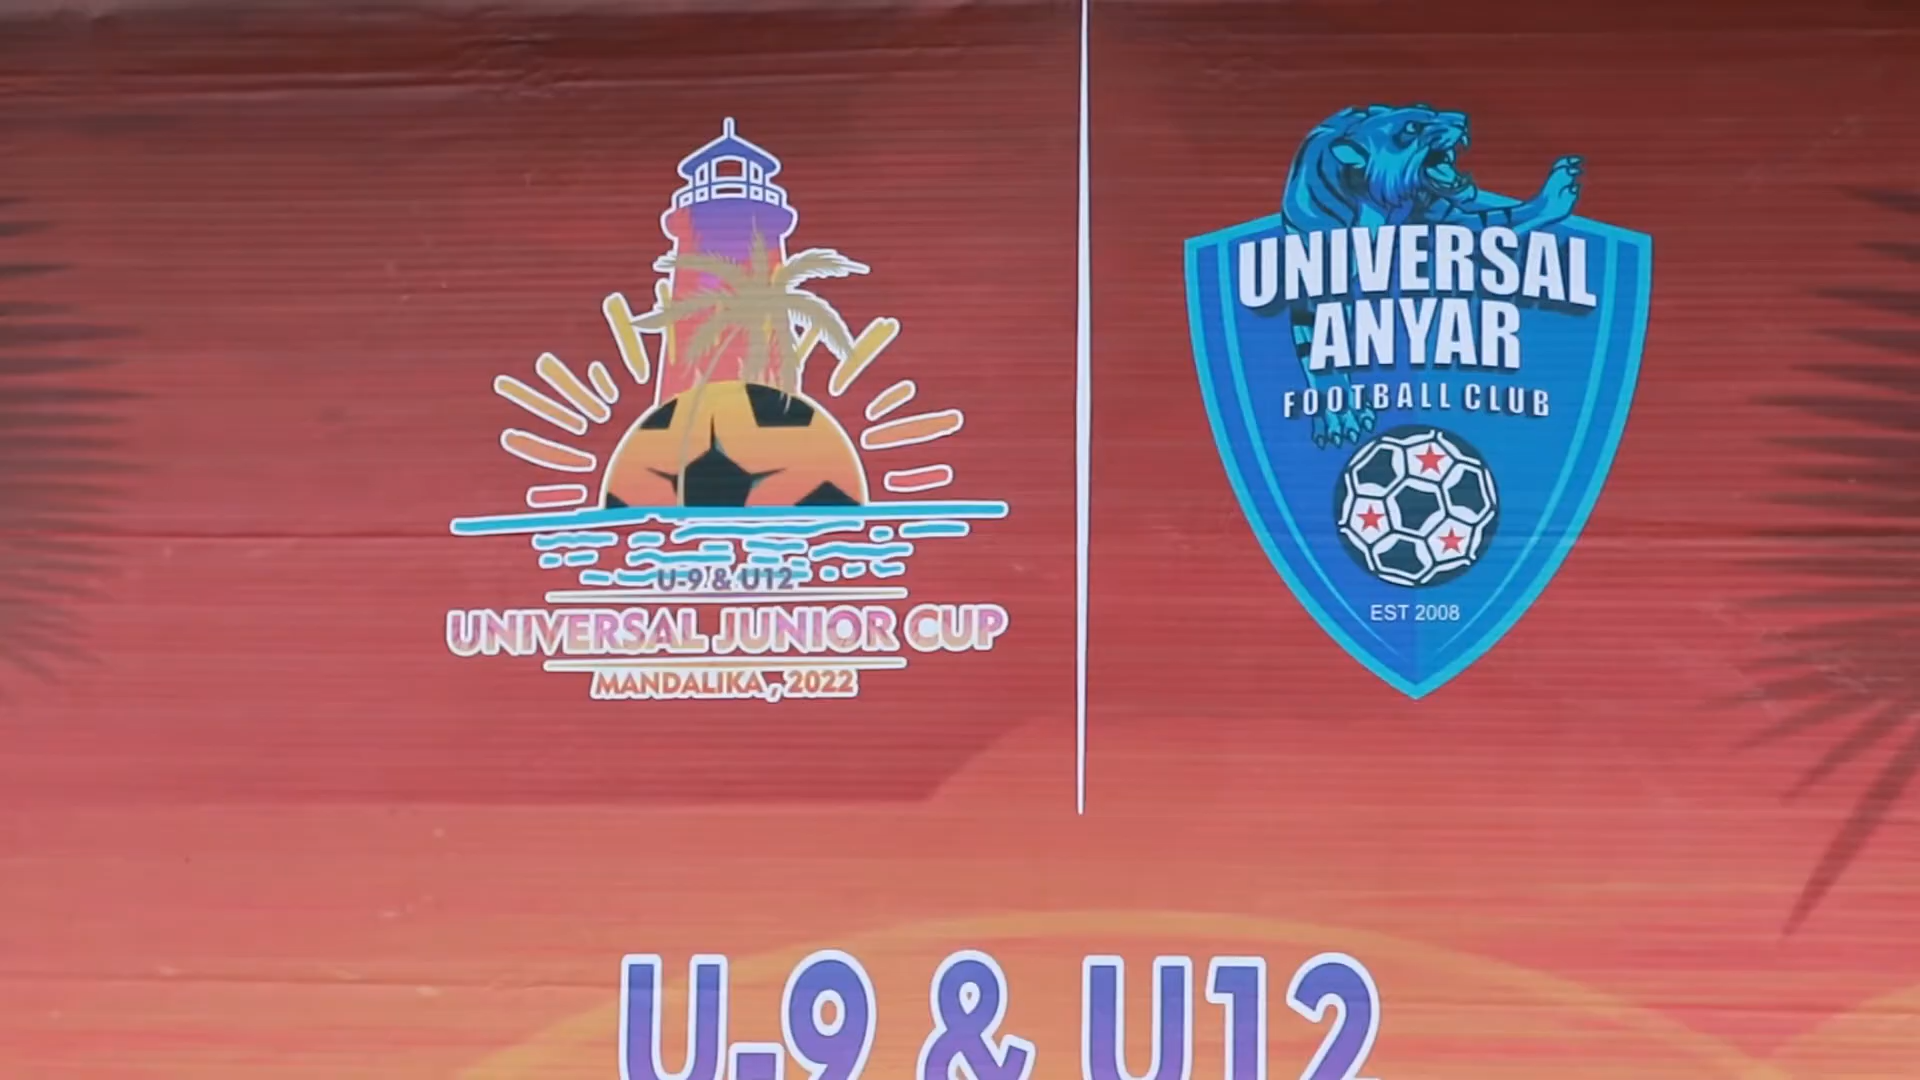 U-9 & U12
UNIVERSAL JUNIOR CUP
MANDALIKA, 2022
UNIVERSAL
ANYAR
FOOTBALL CLUB
EST 2008
U-9 & U12